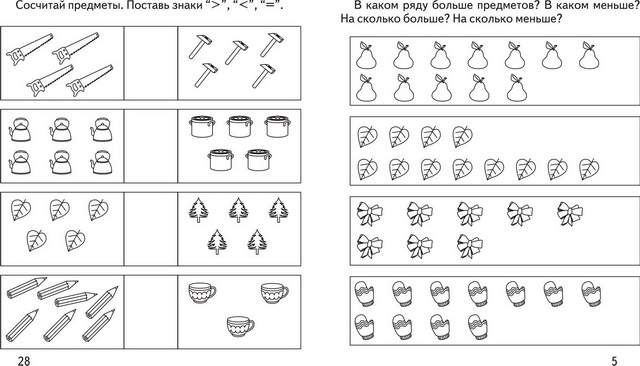 Сосчитай предметы. Поставь знаки “>”, “<”, “=”.
28
В каком ряду больше предметов? В каком меньше?
На сколько больше? На сколько меньше?
5